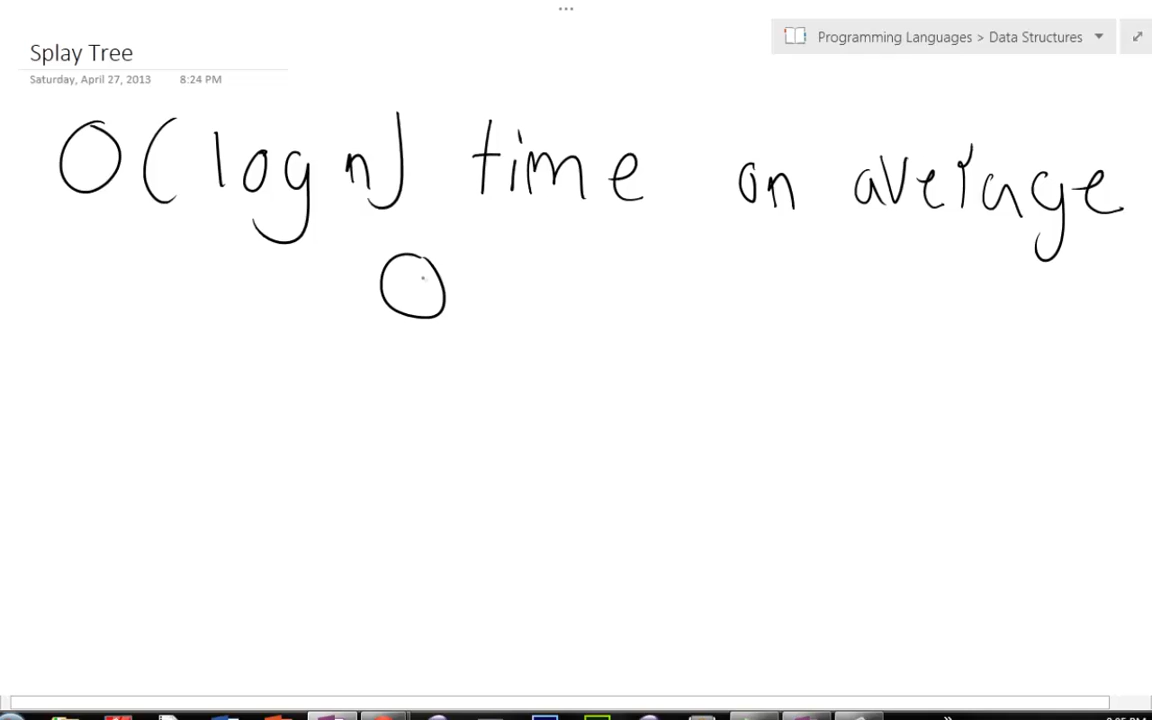 Programming Languages > Data Structures
Splay Tree
Saturday, April 27, 2013 8:24 PM
O(log n) time on average